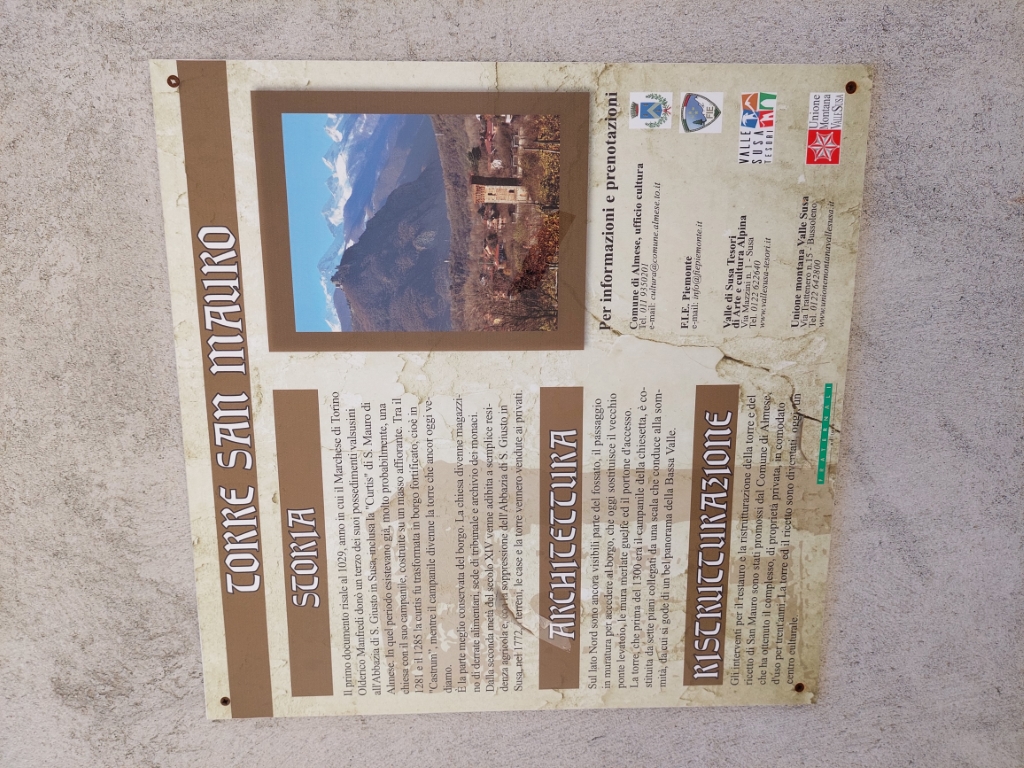 TORRE SAN MAURO
STORIA
Il primo documento risale al 1029, anno in cui il Marchese di Torino
Olderico Manfredi donò un terzo dei suoi possedimenti valsusini
all'Abbazia di S. Giusto in Susa, inclusa la "Curtis" di S. Mauro di
Almese. In quel periodo esistevano già, molto probabilmente, una
chiesa con il suo campanile, costruite su un masso affiorante. Tra il
1281 e il 1285 la curtis fu trasformata in borgo fortificato, cioè in
"Castrum", mentre il campanile divenne la torre che ancor oggi ve-
diamo.
È la parte meglio conservata del borgo. La chiesa divenne magazzi-
no di derrate alimentari, sede di tribunale e archivio dei monaci.
Dalla seconda metà del secolo XIV venne adibita a semplice resi-
denza agricola e, con la soppressione dell'Abbazia di S. Giusto in
Susa, nel 1772, i terreni, le case e la torre vennero vendute ai privati.
ARCHITETTURA
Sul lato Nord sono ancora visibili parte del fossato, il passaggio
in muratura per accedere al borgo, che oggi sostituisce il vecchio
ponte levatoio, le mura merlate guelfe ed il portone d'accesso.
La torre, che prima del 1300 era il campanile della chiesetta, è co-
stituita da sette piani collegati da una scala che conduce alla som-
mità, da cui si gode di un bel panorama della Bassa Valle.
RISTRUTTURAZIONE
Gli interventi per il restauro e la ristrutturazione della torre e del
ricetto di San Mauro sono stati promossi dal Comune di Almese,
che ha ottenuto il complesso, di proprietà privata, in comodato
d'uso per trent'anni. La torre ed il ricetto sono diventati, oggi, un
centro culturale
FRATERNALI
Per informazioni e prenotazioni
Comune di Almese, ufficio cultura
Tel. 011 9350201
e-mail: cultura@comune.almese.to.it
F.I.E. Piemonte
e-mail: info@fiepiemonte.it
Valle di Susa Tesori
di Arte e cultura Alpina
Via Mazzini n. 1 - Susa
Tel. 0122 622640
www.vallesusa-tesori.it
Unione montana Valle Susa
Via Trattenero n.15 - Bussoleno
Tel. 0122 642800
www.unionemontanavallesusa.it
FIE
VALLE
SUSA
TESORI
Unione
Montana
VALLE SUSA